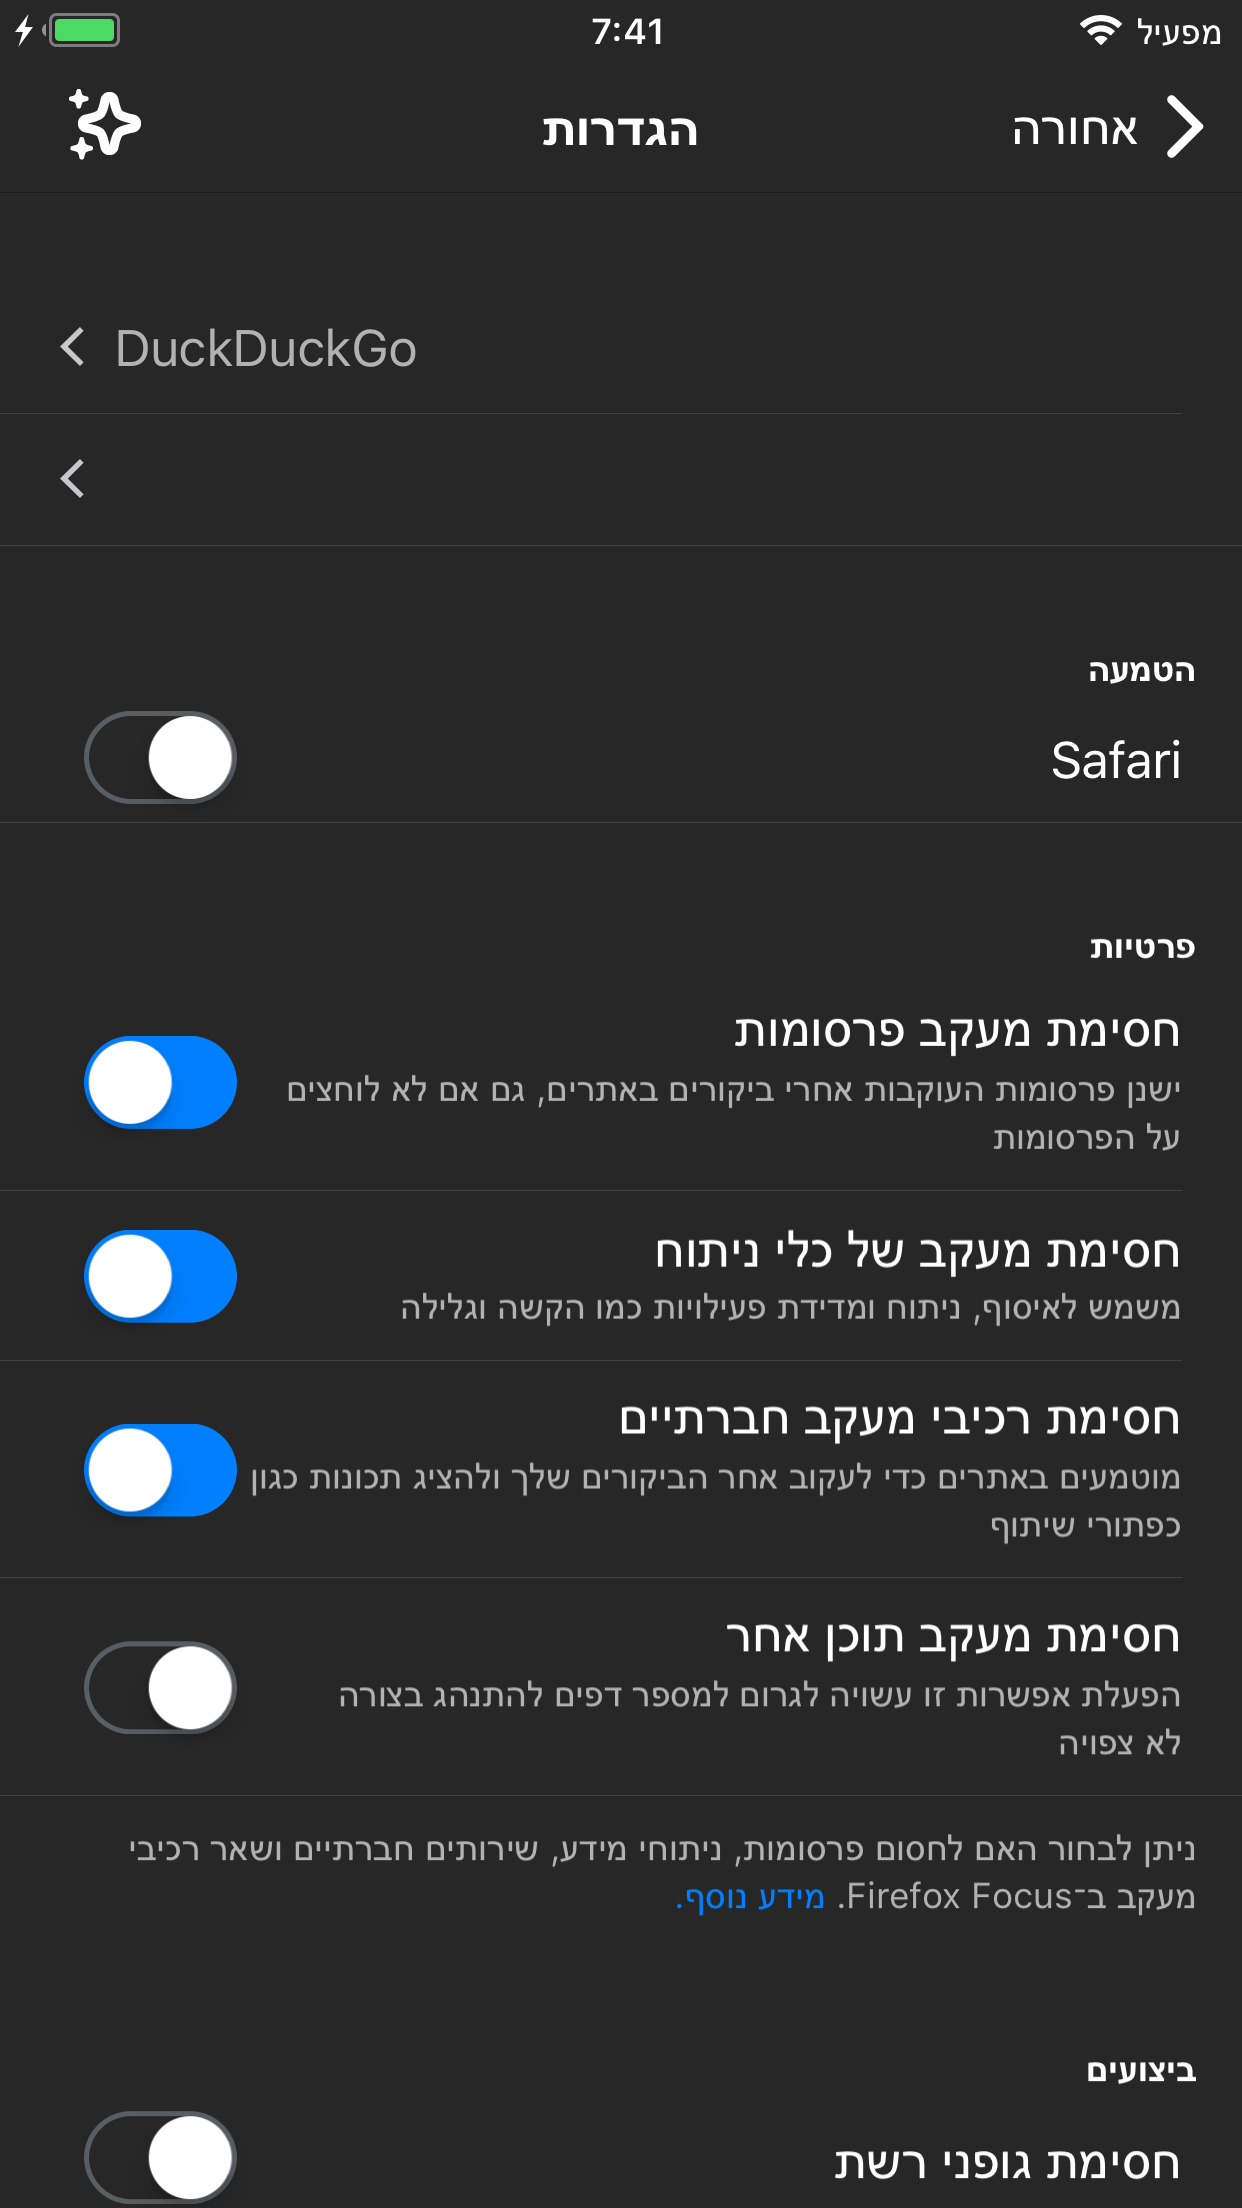 7:41
מפעיל
אחורה
הגדרות
DuckDuckGo
הטמעה
Safari
פרטיות
חסימת מעקב פרסומות
ישנן פרסומות העוקבות אחרי ביקורים באתרים, גם אם לא לוחצים
על הפרסומות
חסימת מעקב של כלי ניתוח
משמש לאיסוף, ניתוח ומדידת פעילויות כמו הקשה וגלילה
חסימת רכיבי מעקב חברתיים
מוטמעים באתרים כדי לעקוב אחר הביקורים שלך ולהציג תכונות כגון
כפתורי שיתוף
חסימת מעקב תוכן אחר
הפעלת אפשרות זו עשויה לגרום למספר דפים להתנהג בצורה
לא צפויה
ניתן לבחור האם לחסום פרסומות, ניתוחי מידע, שירותים חברתיים ושאר רכיבי
מעקב ב־Firefox Focus. מידע נוסף.
ביצועים
חסימת גופני רשת